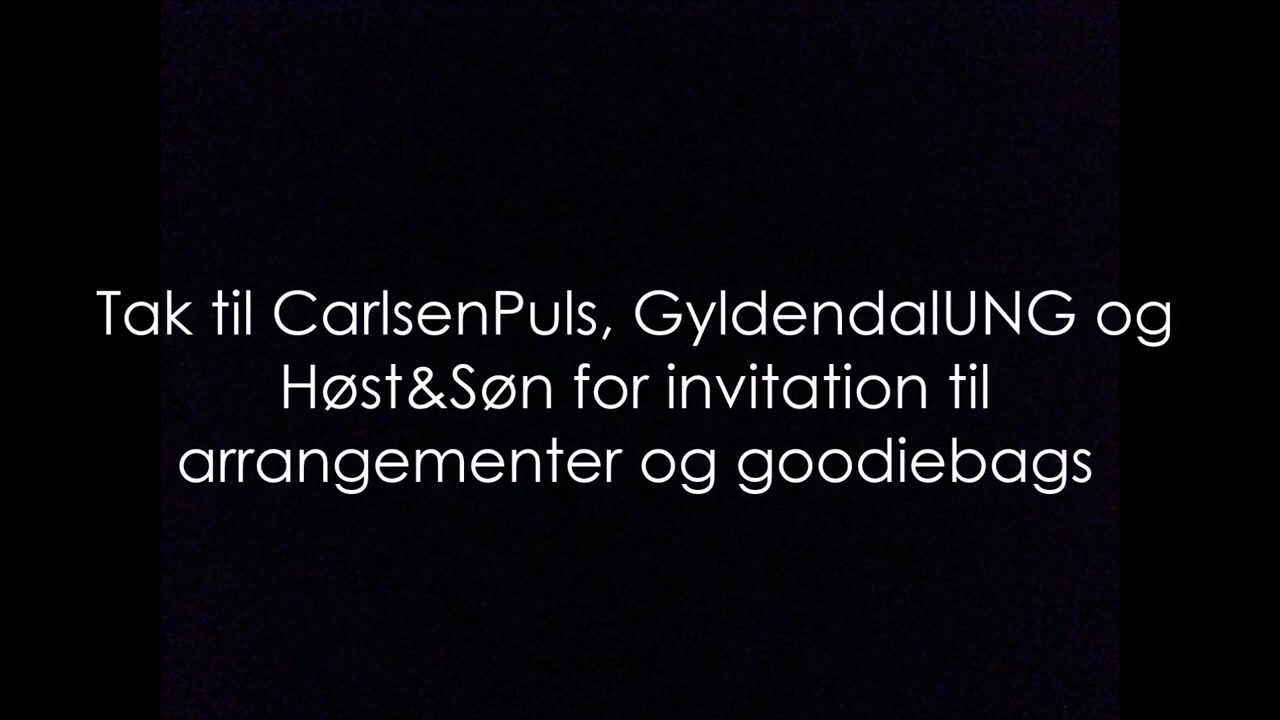 Tak til CarlsenPuls, GyldendalUNG og
Høst&Søn for invitation til
arrangementer og goodiebags